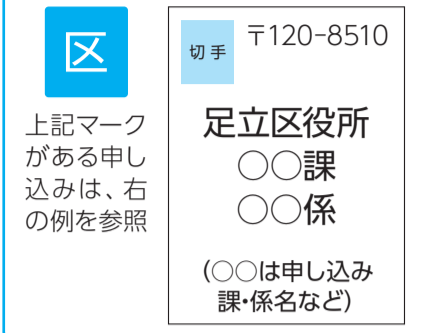 区
上記マーク
がある申し
込みは、右
の例を参照
切手
〒120-8510
足立区役所
○○課
○○係
(○○は申し込み
課・係名など)